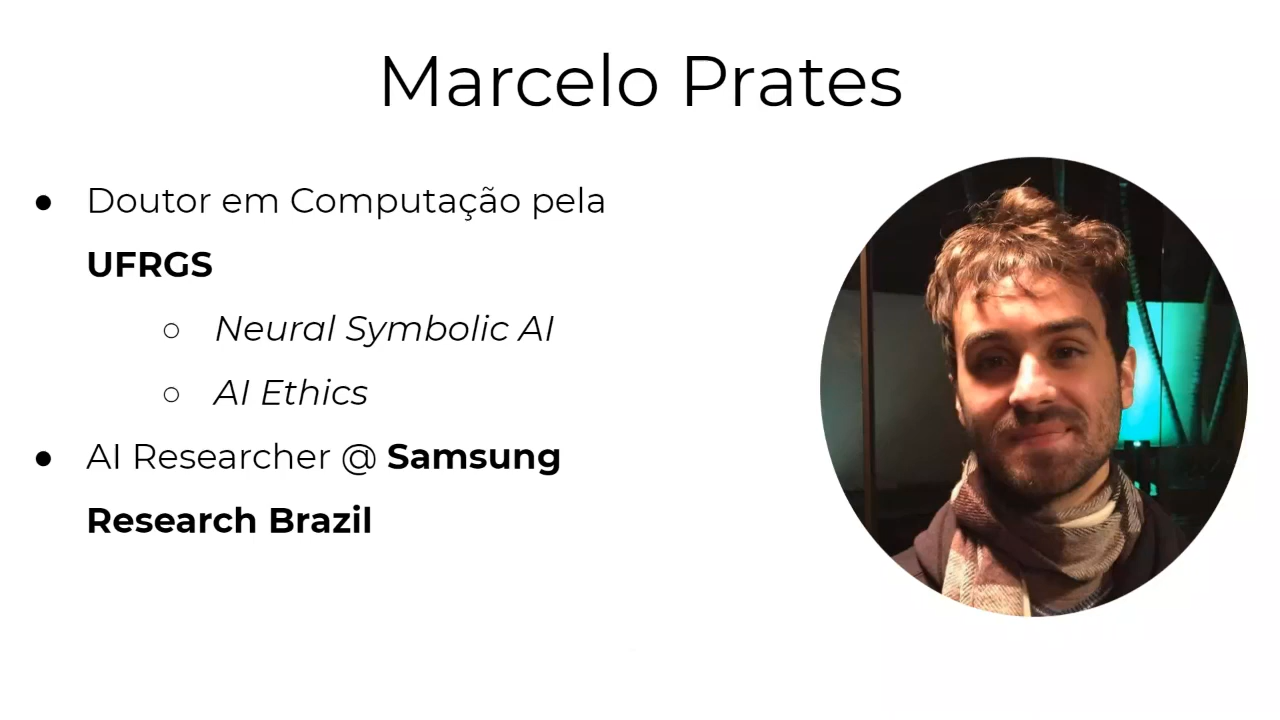 Marcelo Prates
● Doutor em Computação pela
UFRGS
○ Neural Symbolic AI
○ AI Ethics
● AI Researcher @ Samsung
Research Brazil